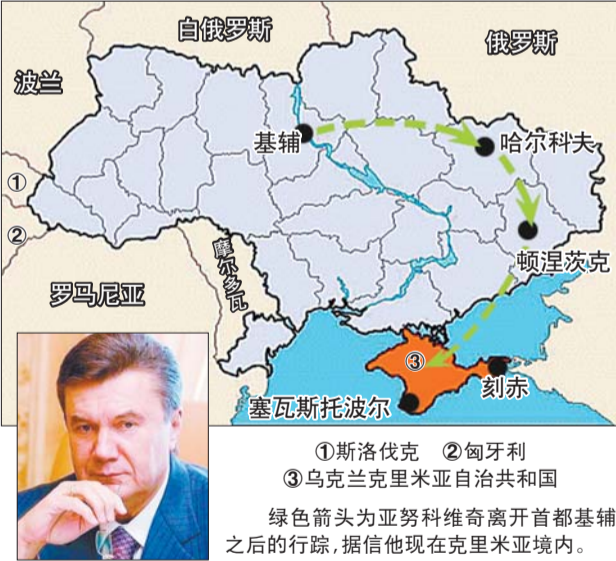 白俄罗斯
俄罗斯
波兰
基辅
哈尔科夫
①
②
摩尔多瓦
顿涅茨克
罗马尼亚
③
刻赤
塞瓦斯托波尔
①斯洛伐克 ②匈牙利
③乌克兰克里米亚自治共和国
绿色箭头为亚努科维奇离开首都基辅
之后的行踪,据信他现在克里米亚境内。